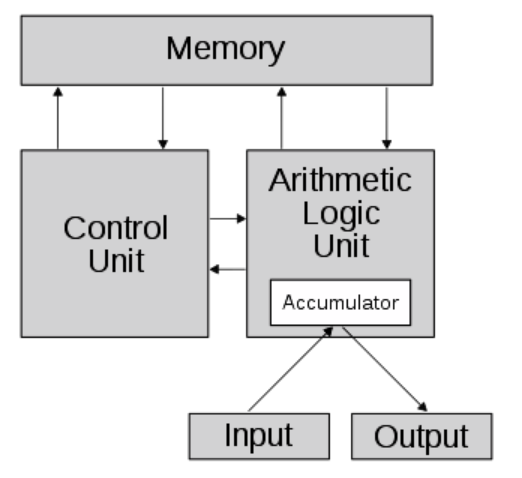 Memory
Control
Unit
Arithmetic
Logic
Unit
Accumulator
Input
Output